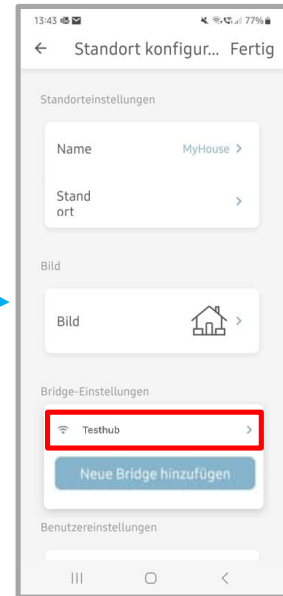 13:43 77%
Standort konfigur... Fertig
Standorteinstellungen
Name MyHouse
Stand
ort
Bild
Bild
Bridge-Einstellungen
Testhub
Neue Bridge hinzufügen
Benutzereinstellungen